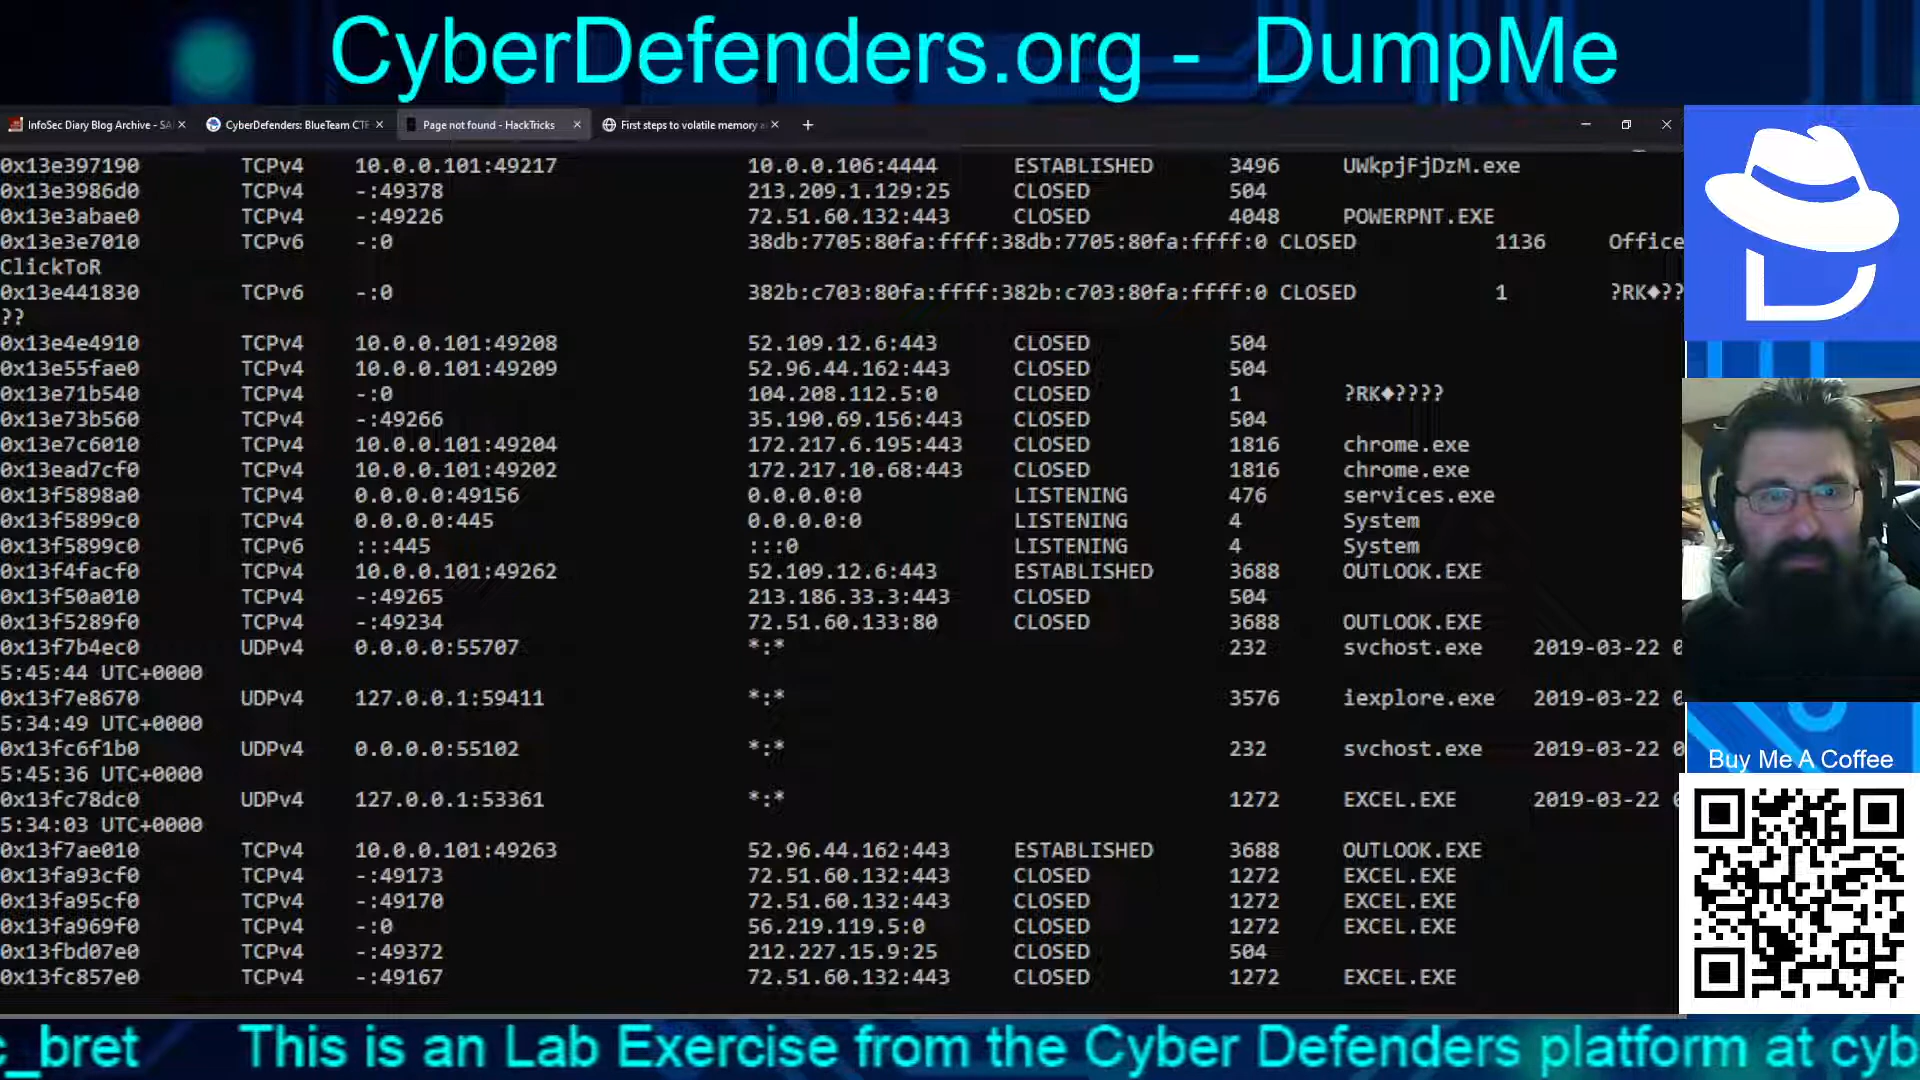 CyberDefenders.org - DumpMe
InfoSec Diary Blog Archive - SA
CyberDefenders: BlueTeam CTF
Page not found - HackTricks
First steps to volatile memory a
0x13e397190 TCPv4 10.0.0.101:49217 10.0.0.106:4444 ESTABLISHED 3496 UWkpjFjDzM.exe
0x13e3986d0 TCPv4 -:49378 213.209.1.129:25 CLOSED 504
0x13e3abae0 TCPv4 -:49226 72.51.60.132:443 CLOSED 4048 POWERPNT.EXE
0x13e3e7010 TCPv6 -:0 38db:7705:80fa:ffff:38db:7705:80fa:ffff:0 CLOSED 1136 Office
ClickToR
0x13e441830 TCPv6 -:0 382b:c703:80fa:ffff:382b:c703:80fa:ffff:0 CLOSED 1 ?RK◆??
??
0x13e4e4910 TCPv4 10.0.0.101:49208 52.109.12.6:443 CLOSED 504
0x13e55fae0 TCPv4 10.0.0.101:49209 52.96.44.162:443 CLOSED 504
0x13e71b540 TCPv4 -:0 104.208.112.5:0 CLOSED 1 ?RK◆????
0x13e73b560 TCPv4 -:49266 35.190.69.156:443 CLOSED 504
0x13e7c6010 TCPv4 10.0.0.101:49204 172.217.6.195:443 CLOSED 1816 chrome.exe
0x13ead7cf0 TCPv4 10.0.0.101:49202 172.217.10.68:443 CLOSED 1816 chrome.exe
0x13f5898a0 TCPv4 0.0.0.0:49156 0.0.0.0:0 LISTENING 476 services.exe
0x13f5899c0 TCPv4 0.0.0.0:445 0.0.0.0:0 LISTENING 4 System
0x13f5899c0 TCPv6 :::445 :::0 LISTENING 4 System
0x13f4facf0 TCPv4 10.0.0.101:49262 52.109.12.6:443 ESTABLISHED 3688 OUTLOOK.EXE
0x13f50a010 TCPv4 -:49265 213.186.33.3:443 CLOSED 504
0x13f5289f0 TCPv4 -:49234 72.51.60.133:80 CLOSED 3688 OUTLOOK.EXE
0x13f7b4ec0 UDPv4 0.0.0.0:55707 *:* 232 svchost.exe 2019-03-22 0
5:45:44 UTC+0000
0x13f7e8670 UDPv4 127.0.0.1:59411 *:* 3576 iexplore.exe 2019-03-22 0
5:34:49 UTC+0000
0x13fc6f1b0 UDPv4 0.0.0.0:55102 *:* 232 svchost.exe 2019-03-22 0
5:45:36 UTC+0000
0x13fc78dc0 UDPv4 127.0.0.1:53361 *:* 1272 EXCEL.EXE 2019-03-22 0
5:34:03 UTC+0000
0x13f7ae010 TCPv4 10.0.0.101:49263 52.96.44.162:443 ESTABLISHED 3688 OUTLOOK.EXE
0x13fa93cf0 TCPv4 -:49173 72.51.60.132:443 CLOSED 1272 EXCEL.EXE
0x13fa95cf0 TCPv4 -:49170 72.51.60.132:443 CLOSED 1272 EXCEL.EXE
0x13fa969f0 TCPv4 -:0 56.219.119.5:0 CLOSED 1272 EXCEL.EXE
0x13fbd07e0 TCPv4 -:49372 212.227.15.9:25 CLOSED 504
0x13fc857e0 TCPv4 -:49167 72.51.60.132:443 CLOSED 1272 EXCEL.EXE
Buy Me A Coffee
c_bret This is an Lab Exercise from the Cyber Defenders platform at cyb